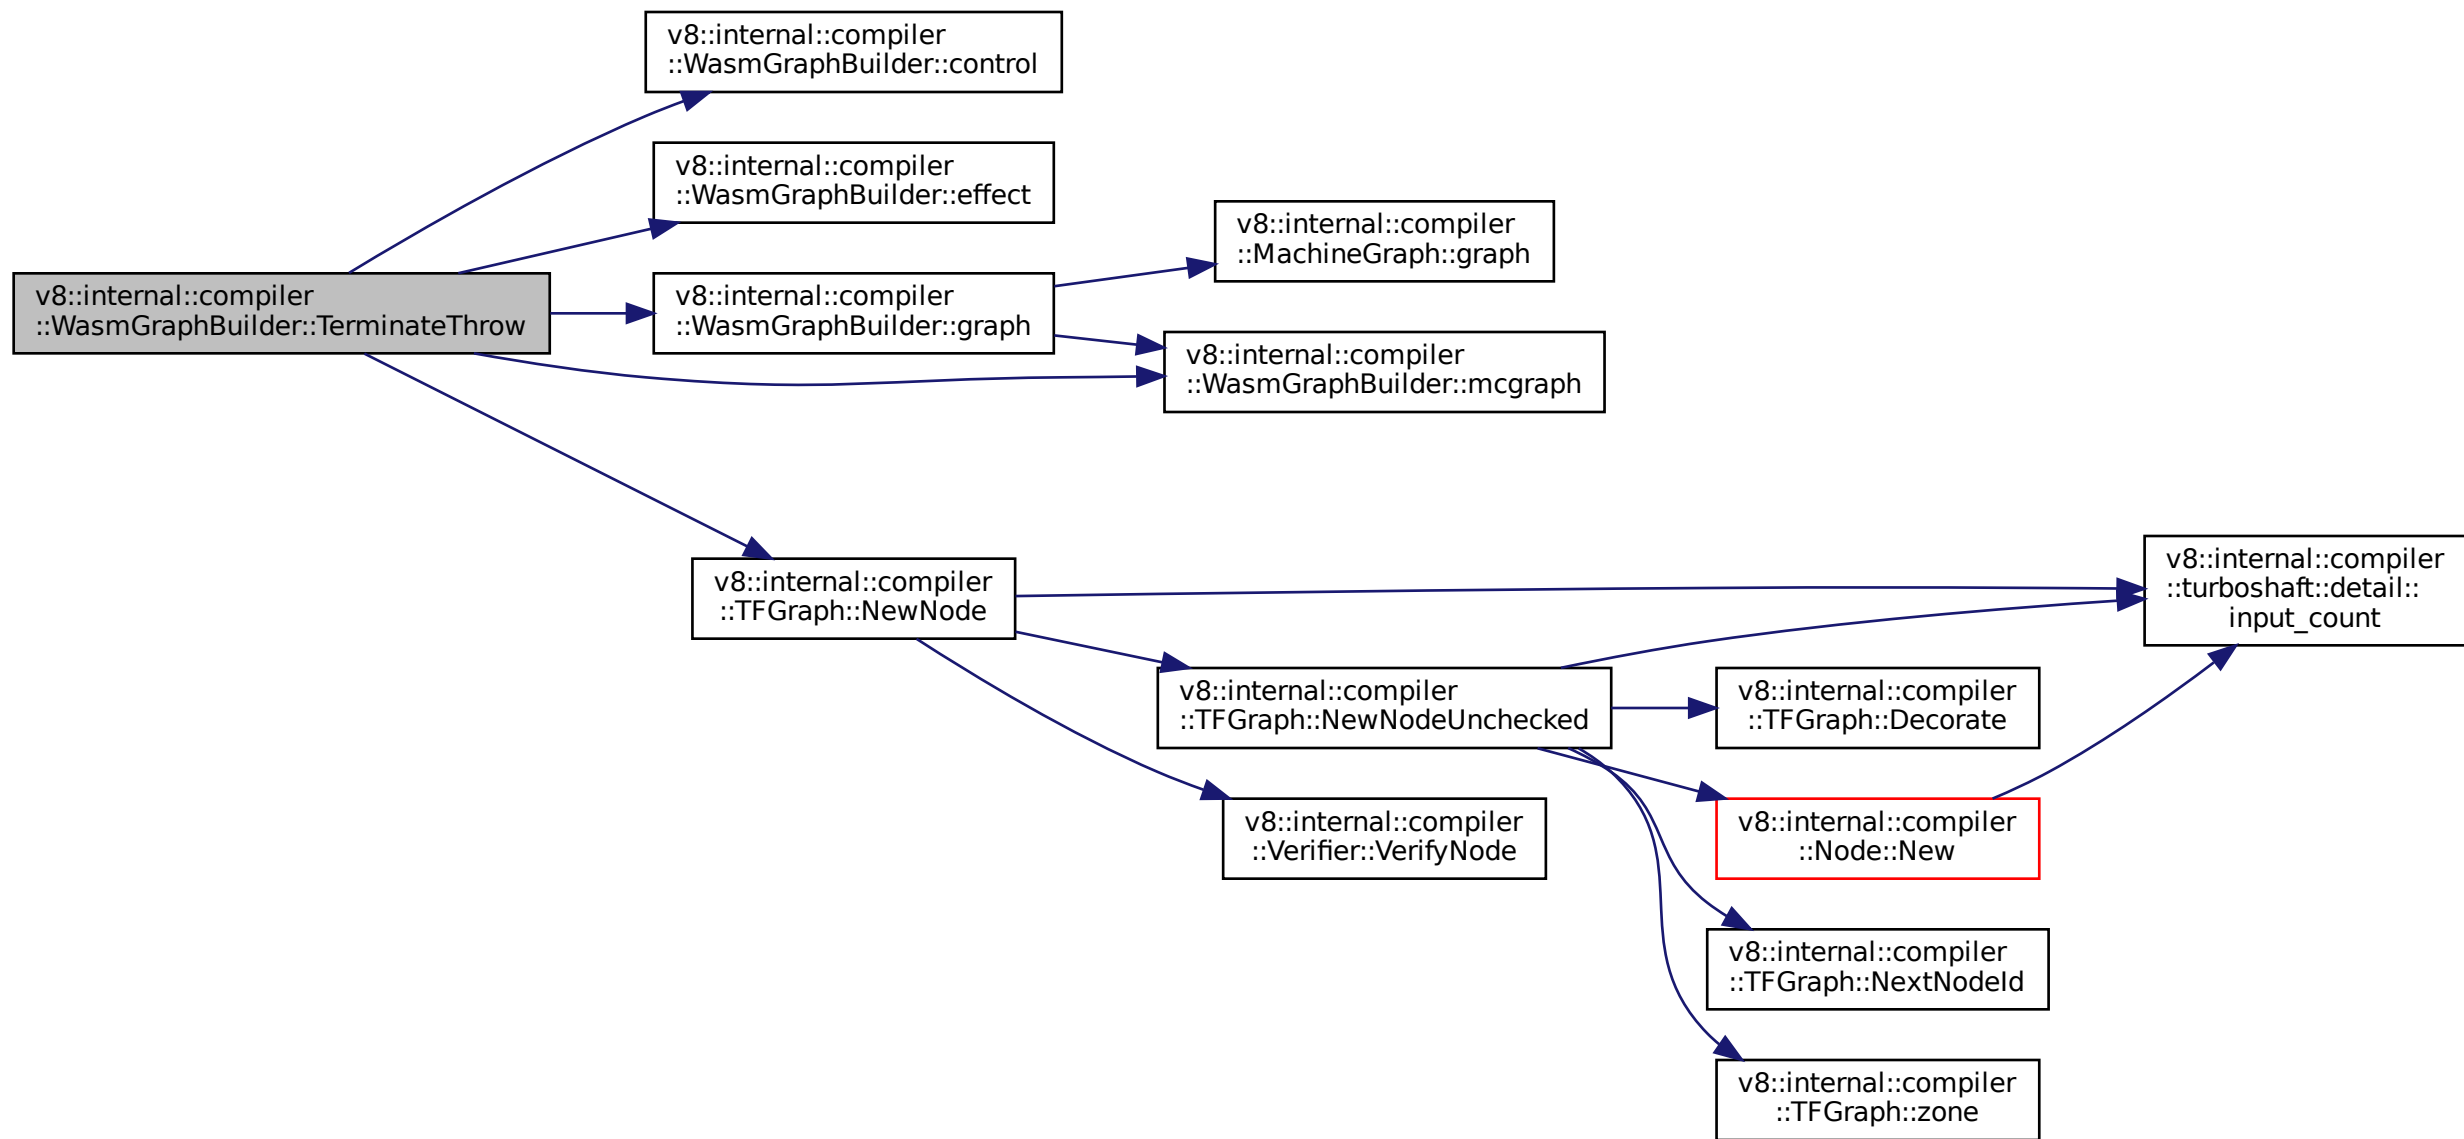 v8::internal::compiler
::WasmGraphBuilder::control
v8::internal::compiler
::WasmGraphBuilder::effect
v8::internal::compiler
::MachineGraph::graph
v8::internal::compiler
::WasmGraphBuilder::TerminateThrow
v8::internal::compiler
::WasmGraphBuilder::graph
v8::internal::compiler
::WasmGraphBuilder::mcgraph
v8::internal::compiler
::TFGraph::NewNode
v8::internal::compiler
::turboshaft::detail::
input_count
v8::internal::compiler
::TFGraph::NewNodeUnchecked
v8::internal::compiler
::TFGraph::Decorate
v8::internal::compiler
::Verifier::VerifyNode
v8::internal::compiler
::Node::New
v8::internal::compiler
::TFGraph::NextNodeId
v8::internal::compiler
::TFGraph::zone